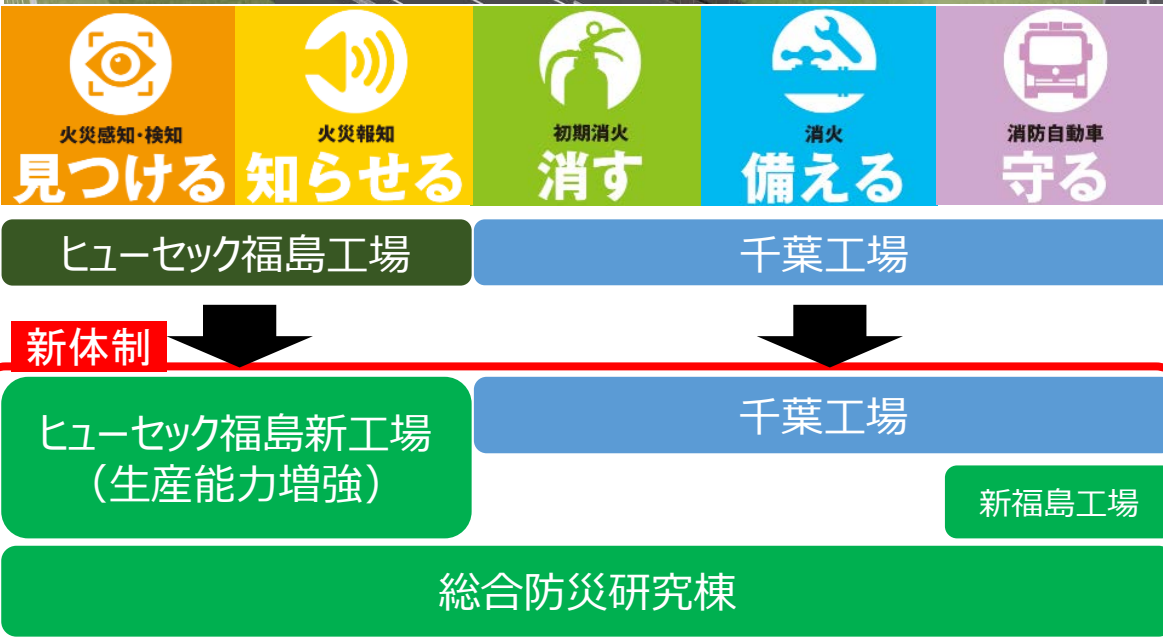 火災感知・検知
見つける
火災報知
知らせる
初期消火
消す
消火
備える
消防自動車
守る
ヒューセック福島工場
千葉工場
新体制
ヒューセック福島新工場
（生産能力増強）
千葉工場
新福島工場
総合防災研究棟